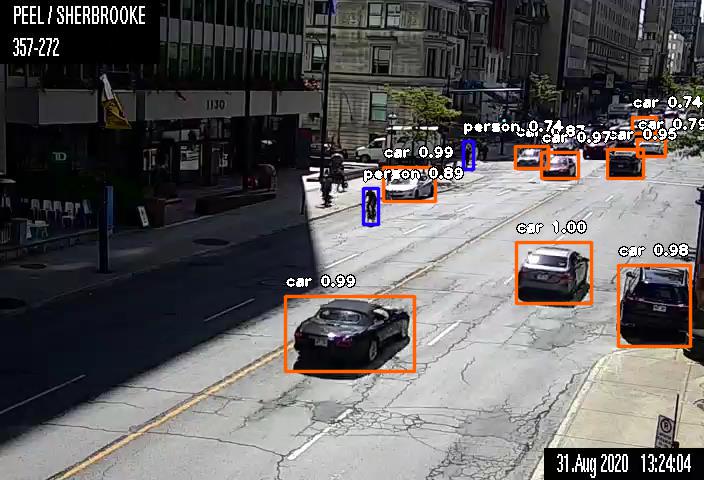 PEEL / SHERBROOKE
357-272
car 0.74
car 0.79
person 0.74
car 0.97
car 0.95
1130
car 0.99
TD
person 0.89
car 1.00
car 0.98
car 0.99
31.Aug 2020 13:24:04